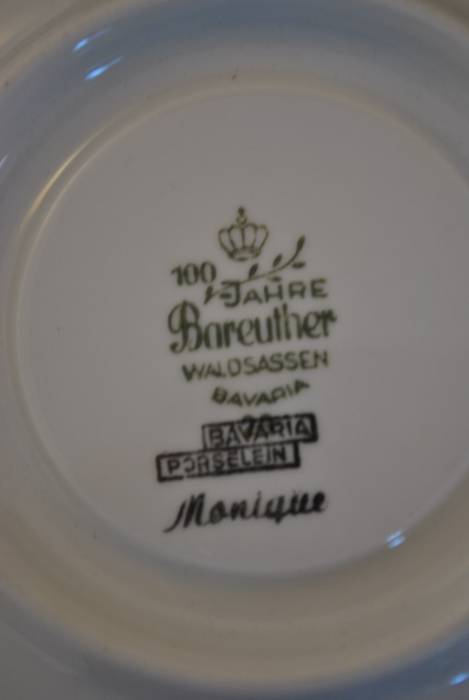 100
JAHRE
Bareuther
WALDSASSEN
BAVARIA
BAVARIA
PORSELEIN
Monique